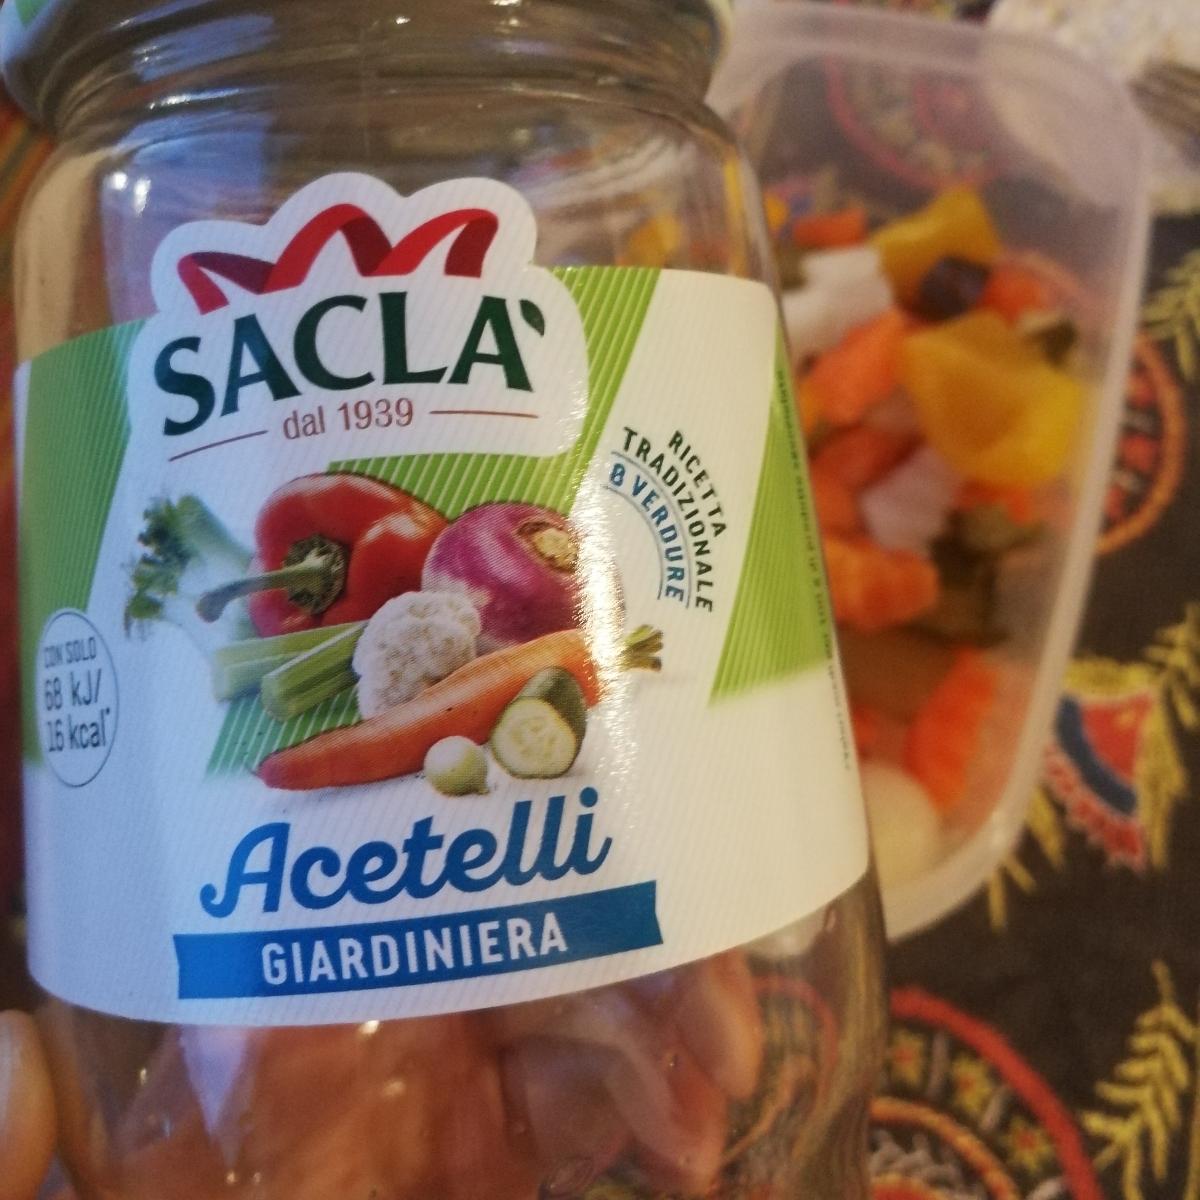 SACLA'
dal 1939
RICETTA
TRADIZIONALE
8 VERDURE
CON SOLO
68 kJ/
16 kcal*
Acetelli
GIARDINIERA